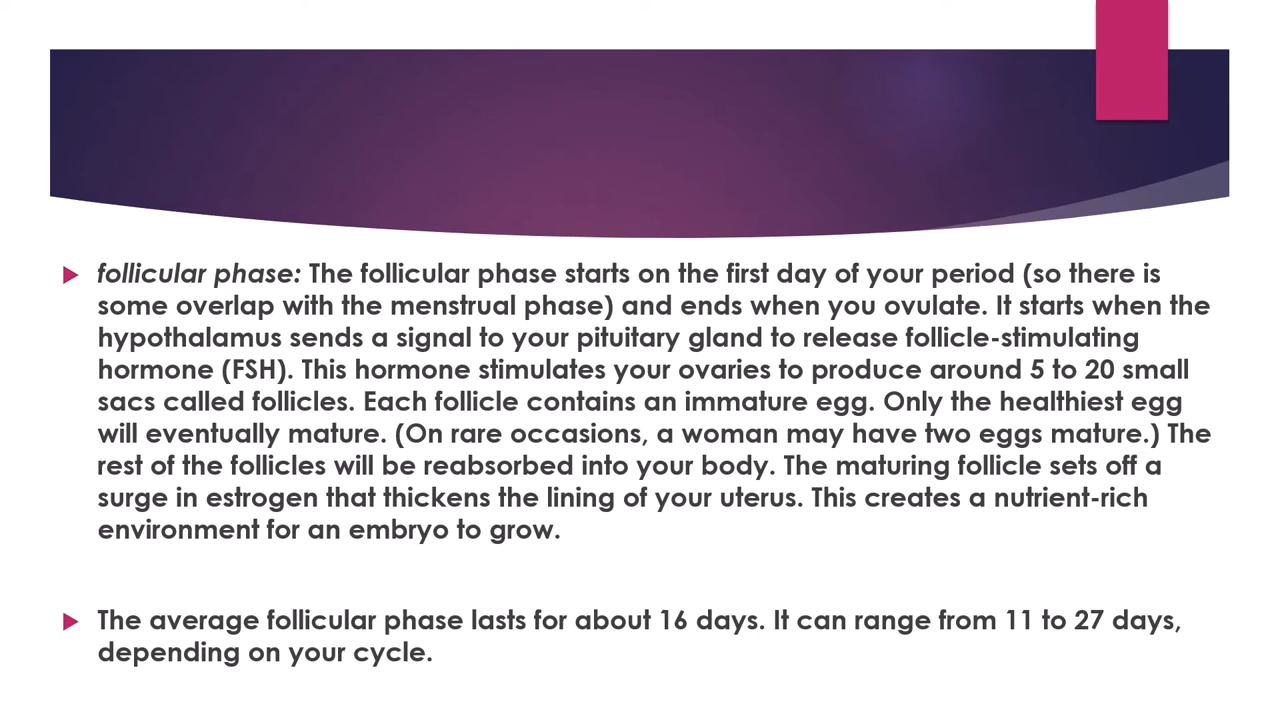 follicular phase: The follicular phase starts on the first day of your period (so there is
some overlap with the menstrual phase) and ends when you ovulate. It starts when the
hypothalamus sends a signal to your pituitary gland to release follicle-stimulating
hormone (FSH). This hormone stimulates your ovaries to produce around 5 to 20 small
sacs called follicles. Each follicle contains an immature egg. Only the healthiest egg
will eventually mature. (On rare occasions, a woman may have two eggs mature.) The
rest of the follicles will be reabsorbed into your body. The maturing follicle sets off a
surge in estrogen that thickens the lining of your uterus. This creates a nutrient-rich
environment for an embryo to grow.
The average follicular phase lasts for about 16 days. It can range from 11 to 27 days,
depending on your cycle.